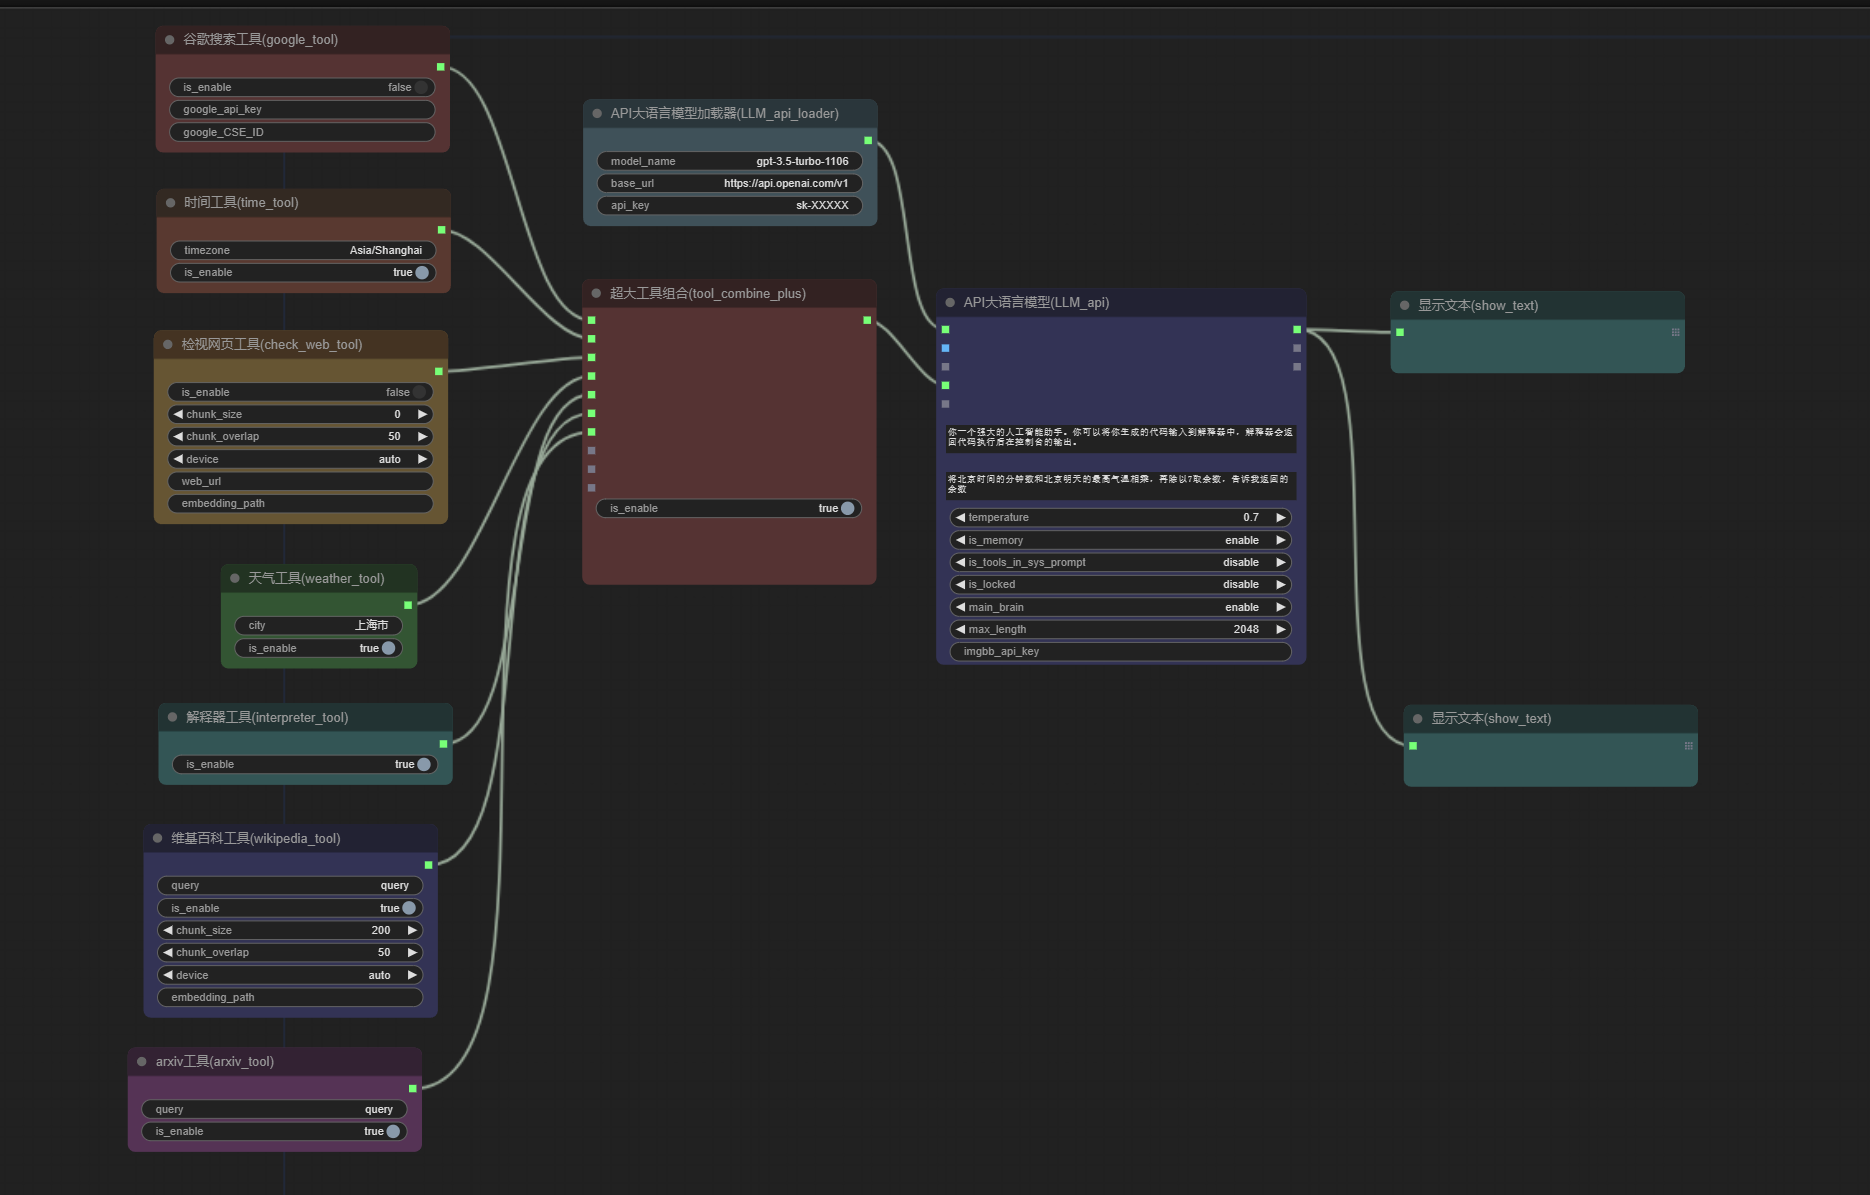 谷歌搜索工具(google_tool)
is_enable false
google_api_key
google_CSE_ID
时间工具(time_tool)
timezone Asia/Shanghai
is_enable true
检视网页工具(check_web_tool)
is_enable false
chunk_size 0
chunk_overlap 50
device auto
web_url
embedding_path
天气工具(weather_tool)
city 上海市
is_enable true
解释器工具(interpreter_tool)
is_enable true
维基百科工具(wikipedia_tool)
query query
is_enable true
chunk_size 200
chunk_overlap 50
device auto
embedding_path
arxiv工具(arxiv_tool)
query query
is_enable true
API大语言模型加载器(LLM_api_loader)
model_name gpt-3.5-turbo-1106
base_url https://api.openai.com/v1
api_key sk-XXXXX
超大工具组合(tool_combine_plus)
is_enable true
API大语言模型(LLM_api)
你一个强大的人工智能助手。你可以将你生成的代码输入到解释器中，解释器会返
回代码执行后在控制台的输出。
将北京时间的分钟数和北京明天的最高气温相乘，再除以7取余数，告诉我返回的
余数
temperature 0.7
is_memory enable
is_tools_in_sys_prompt disable
is_locked disable
main_brain enable
max_length 2048
imgbb_api_key
显示文本(show_text)
显示文本(show_text)